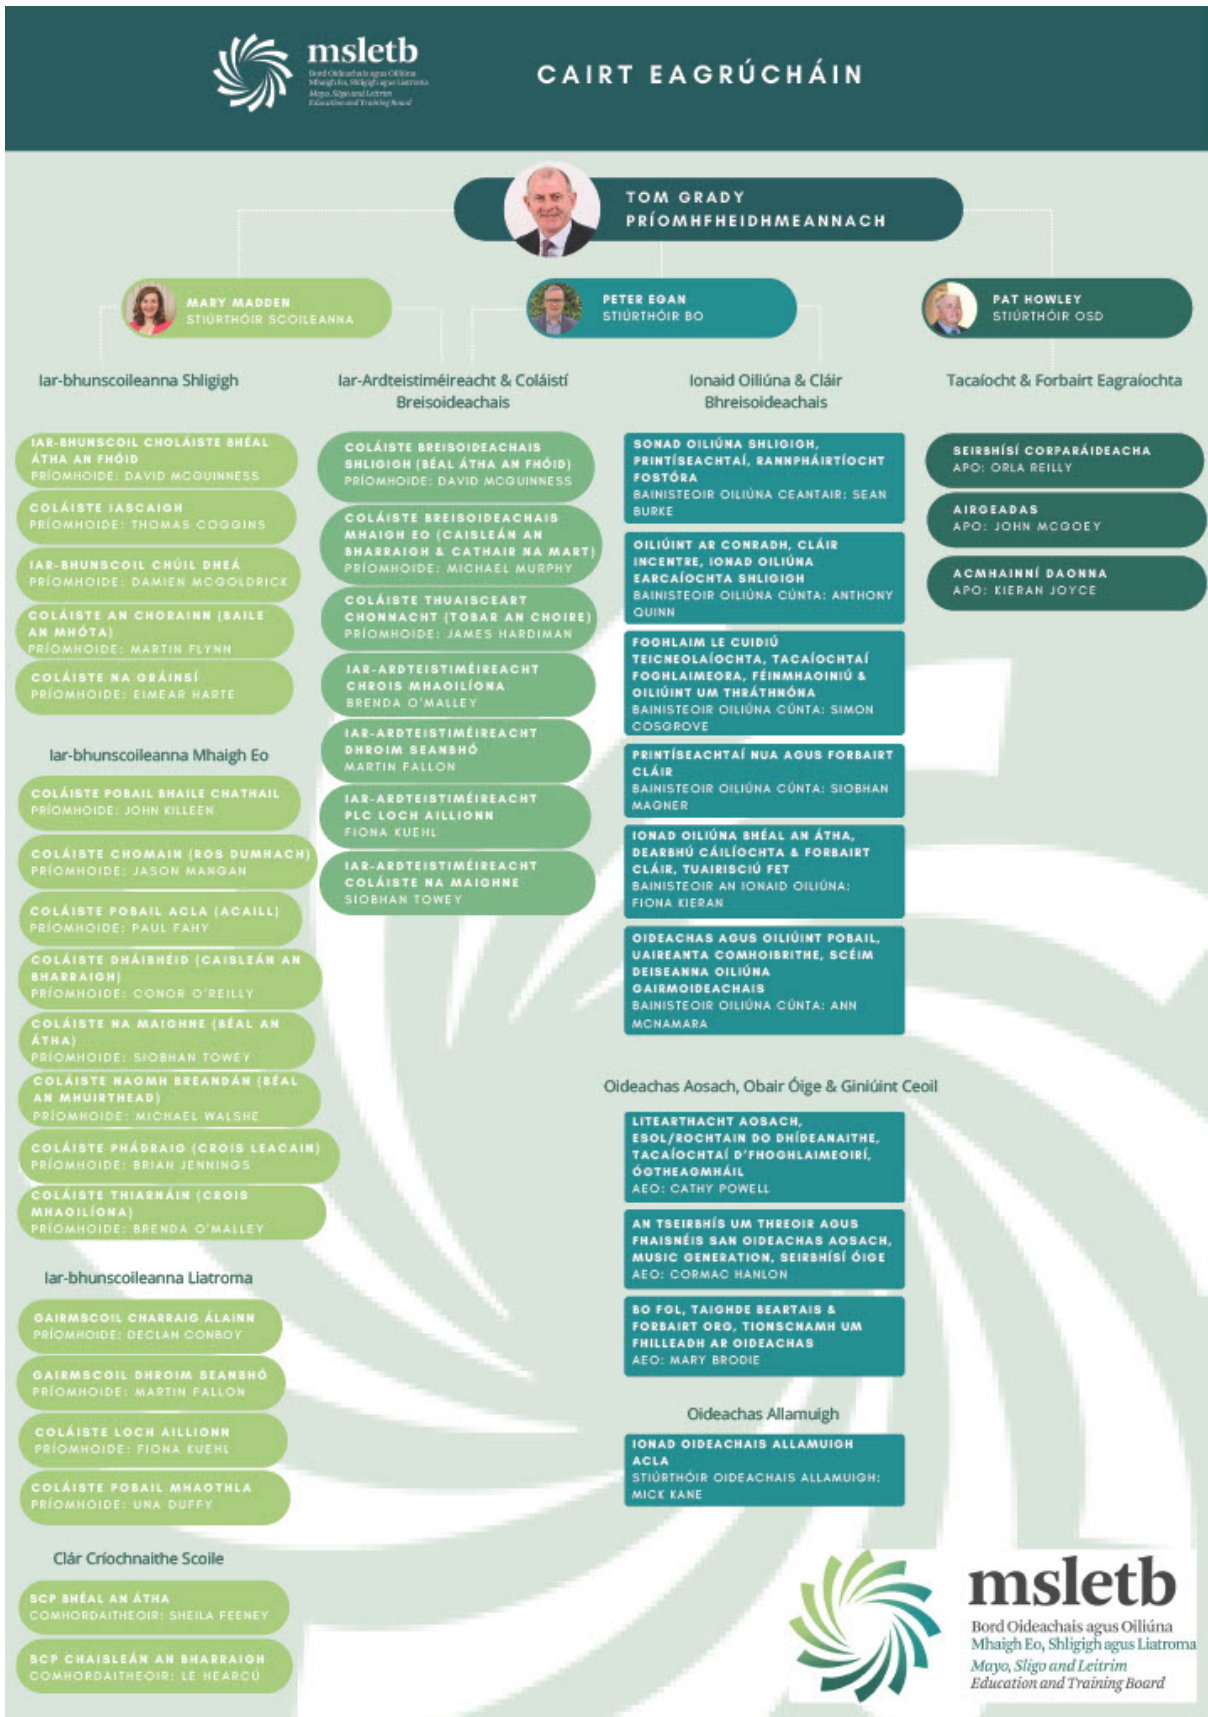 msletb
Bord Oideachais agus Oiliúna
Mhaigh Eo, Shligigh agus Liatroma
Mayo, Sligo and Leitrim
Education and Training Board
CAIRT EAGRÚCHÁIN
TOM GRADY
PRÍOMHFHEIDHMEANNACH
MARY MADDEN
STIÚRTHÓIR SCOILEANNA
PETER EGAN
STIÚRTHÓIR BO
PAT HOWLEY
STIÚRTHÓIR OSD
Iar-bhunscoileanna Shligigh
IAR-BHUNSCOIL CHOLÁISTE BHÉAL
ÁTHA AN FHÓID
PRÍOMHOIDE: DAVID MCGUINNESS
COLÁISTE IASCAIGH
PRÍOMHOIDE: THOMAS COGGINS
IAR-BHUNSCOIL CHÚIL DHEÁ
PRÍOMHOIDE: DAMIEN MCGOLDRICK
COLÁISTE AN CHORAINN (BAILE
AN MHÓTA)
PRÍOMHOIDE: MARTIN FLYNN
COLÁISTE NA GRÁINSÍ
PRÍOMHOIDE: EIMEAR HARTE
Iar-bhunscoileanna Mhaigh Eo
COLÁISTE POBAIL BHAILE CHATHAIL
PRÍOMHOIDE: JOHN KILLEEN
COLÁISTE CHOMAIN (ROS DUMHACH)
PRÍOMHOIDE: JASON MANGAN
COLÁISTE POBAIL ACLA (ACAILL)
PRÍOMHOIDE: PAUL FAHY
COLÁISTE DHÁIBHÉID (CAISLEÁN AN
BHARRAIGH)
PRÍOMHOIDE: CONOR O'REILLY
COLÁISTE NA MAIGHNE (BÉAL AN
ÁTHA)
PRÍOMHOIDE: SIOBHAN TOWEY
COLÁISTE NAOMH BREANDÁN (BÉAL
AN MHUIRTHEAD)
PRÍOMHOIDE: MICHAEL WALSHE
COLÁISTE PHÁDRAIG (CROIS LEACAIN)
PRÍOMHOIDE: BRIAN JENNINGS
COLÁISTE THIARNÁIN (CROIS
MHAOILÍONA)
PRÍOMHOIDE: BRENDA O'MALLEY
Iar-bhunscoileanna Liatroma
GAIRMSCOIL CHARRAIG ÁLAINN
PRÍOMHOIDE: DECLAN CONBOY
GAIRMSCOIL DHROIM SEANBHÓ
PRÍOMHOIDE: MARTIN FALLON
COLÁISTE LOCH AILLIONN
PRÍOMHOIDE: FIONA KUEHL
COLÁISTE POBAIL MHAOTHLA
PRÍOMHOIDE: UNA DUFFY
Clár Críochnaithe Scoile
SCP BHÉAL AN ÁTHA
COMHORDAITHEOIR: SHEILA FEENEY
SCP CHAISLEÁN AN BHARRAIGH
COMHORDAITHEOIR: LE HEARCÚ
Iar-Ardteistiméireacht & Coláistí
Breisoideachais
COLÁISTE BREISOIDEACHAIS
SHLIGIGH (BÉAL ÁTHA AN FHÓID)
PRÍOMHOIDE: DAVID MCGUINNESS
COLÁISTE BREISOIDEACHAIS
MHAIGH EO (CAISLEÁN AN
BHARRAIGH & CATHAIR NA MART)
PRÍOMHOIDE: MICHAEL MURPHY
COLÁISTE THUAISCEART
CHONNACHT (TOBAR AN CHOIRE)
PRÍOMHOIDE: JAMES HARDIMAN
IAR-ARDTEISTIMÉIREACHT
CHROIS MHAOILÍONA
BRENDA O'MALLEY
IAR-ARDTEISTIMÉIREACHT
DHROIM SEANBHÓ
MARTIN FALLON
IAR-ARDTEISTIMÉIREACHT
PLC LOCH AILLIONN
FIONA KUEHL
IAR-ARDTEISTIMÉIREACHT
COLÁISTE NA MAIGHNE
SIOBHAN TOWEY
Ionaid Oiliúna & Cláir
Bhreisoideachais
SONAD OILIÚNA SHLIGIGH,
PRINTÍSEACHTAÍ, RANNPHÁIRTÍOCHT
FOSTÓRA
BAINISTEOIR OILIÚNA CEANTAIR: SEAN
BURKE
OILIÚINT AR CONRADH, CLÁIR
INCENTRE, IONAD OILIÚNA
EARCAÍOCHTA SHLIGIGH
BAINISTEOIR OILIÚNA CÚNTA: ANTHONY
QUINN
FOGHLAIM LE CUIDIÚ
TEICNEOLAÍOCHTA, TACAÍOCHTAÍ
FOGHLAIMEORA, FÉINMHAOINIÚ &
OILIÚINT UM THRÁTHNÓNA
BAINISTEOIR OILIÚNA CÚNTA: SIMON
COSGROVE
PRINTÍSEACHTAÍ NUA AGUS FORBAIRT
CLÁIR
BAINISTEOIR OILIÚNA CÚNTA: SIOBHAN
MAGNER
IONAD OILIÚNA BHÉAL AN ÁTHA,
DEARBHÚ CÁILÍOCHTA & FORBAIRT
CLÁIR, TUAIRISCIÚ FET
BAINISTEOIR AN IONAID OILIÚNA:
FIONA KIERAN
OIDEACHAS AGUS OILIÚINT POBAIL,
UAIREANTA COMHOIBRITHE, SCÉIM
DEISEANNA OILIÚNA
GAIRMOIDEACHAIS
BAINISTEOIR OILIÚNA CÚNTA: ANN
MCNAMARA
Oideachas Aosach, Obair Óige & Giniúint Ceoil
LITEARTHACHT AOSACH,
ESOL/ROCHTAIN DO DHÍDEANAITHE,
TACAÍOCHTAÍ D'FHOGHLAIMEOIRÍ,
ÓGTHEAGMHÁIL
AEO: CATHY POWELL
AN TSEIRBHÍS UM THREOIR AGUS
FHAISNÉIS SAN OIDEACHAS AOSACH,
MUSIC GENERATION, SEIRBHÍSÍ ÓIGE
AEO: CORMAC HANLON
BO FGL, TAIGHDE BEARTAIS &
FORBAIRT ORG, TIONSCNAMH UM
FHILLEADH AR OIDEACHAS
AEO: MARY BRODIE
Oideachas Allamuigh
IONAD OIDEACHAIS ALLAMUIGH
ACLA
STIÚRTHÓIR OIDEACHAIS ALLAMUIGH:
MICK KANE
Tacaíocht & Forbairt Eagraíochta
SEIRBHÍSÍ CORPARÁIDEACHA
APO: ORLA REILLY
AIRGEADAS
APO: JOHN MCGOEY
ACMHAINNÍ DAONNA
APO: KIERAN JOYCE
msletb
Bord Oideachais agus Oiliúna
Mhaigh Eo, Shligigh agus Liatroma
Mayo, Sligo and Leitrim
Education and Training Board